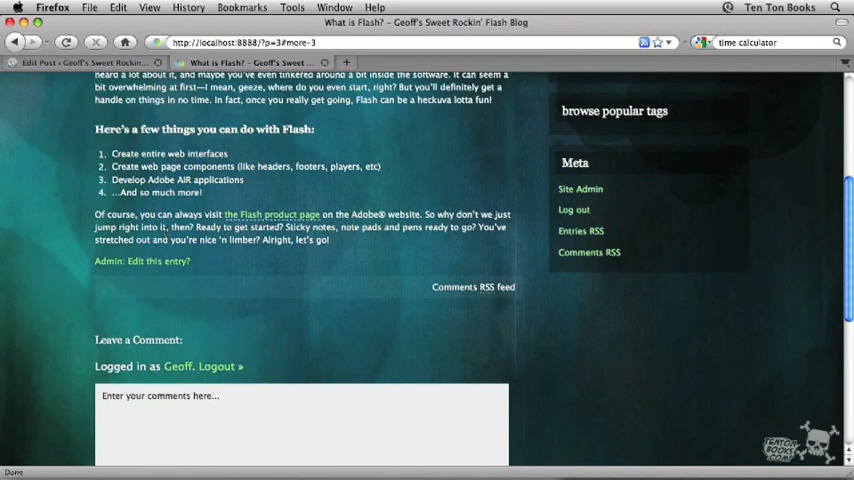 Firefox File Edit View History Bookmarks Tools Window Help Ten Ton Books
What is Flash? – Geoff's Sweet Rockin' Flash Blog
http://localhost:8888/?p=3#more-3
time calculator
Edit Post ‹ Geoff's Sweet Rockin...
What is Flash? – Geoff's Sweet ...
heard a lot about it, and maybe you've even tinkered around a bit inside the software. It can seem a
bit overwhelming at first—I mean, geeze, where do you even start, right? But you'll definitely get a
handle on things in no time. In fact, once you really get going, Flash can be a heckuva lotta fun!
Here's a few things you can do with Flash:
1. Create entire web interfaces
2. Create web page components (like headers, footers, players, etc)
3. Develop Adobe AIR applications
4. ...And so much more!
Of course, you can always visit the Flash product page on the Adobe® website. So why don't we just
jump right into it, then? Ready to get started? Sticky notes, note pads and pens ready to go? You've
stretched out and you're nice 'n limber? Alright, let's go!
Admin: Edit this entry?
Comments RSS feed
Leave a Comment:
Logged in as Geoff. Logout »
Enter your comments here...
browse popular tags
Meta
Site Admin
Log out
Entries RSS
Comments RSS
TENTON
BOOKS
.COM
Done